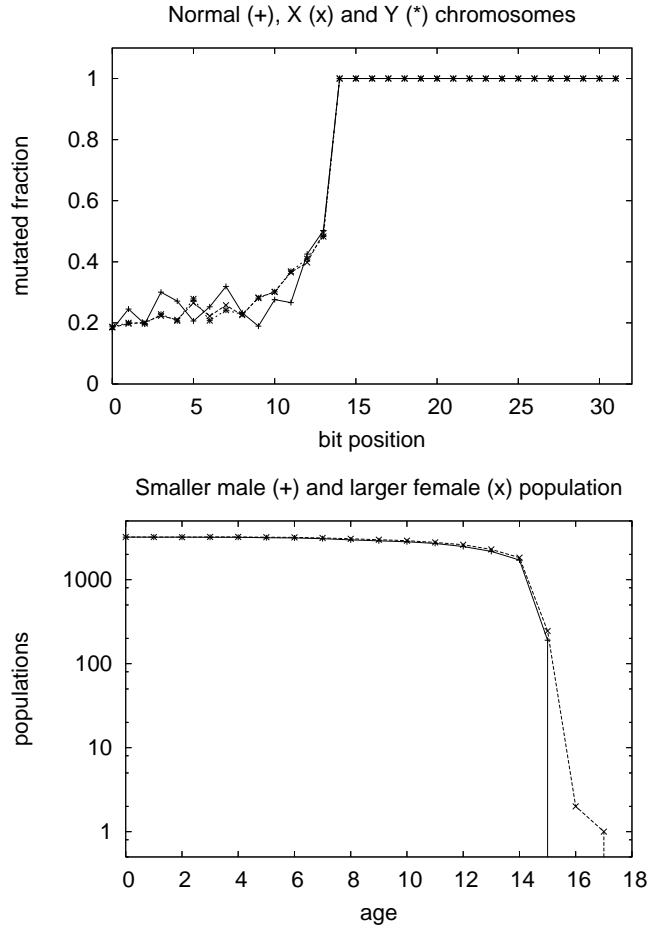 Normal (+), X (x) and Y (*) chromosomes
1
0.8
0.6
0.4
0.2
0
mutated fraction
0 5 10 15 20 25 30
bit position
Smaller male (+) and larger female (x) population
1000
100
10
1
populations
0 2 4 6 8 10 12 14 16 18
age